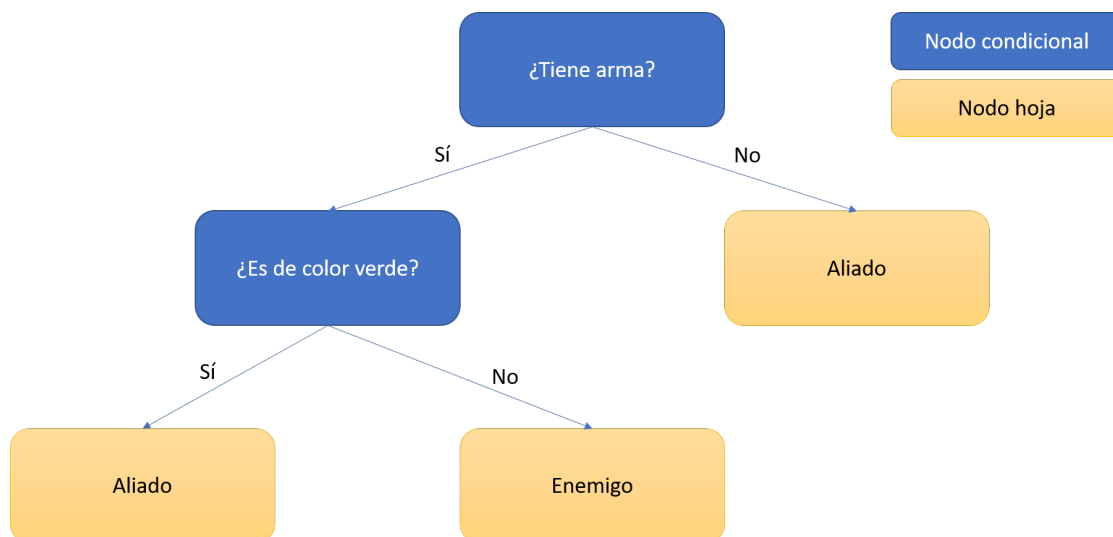 ¿Tiene arma?
Nodo condicional
Nodo hoja
Sí
No
¿Es de color verde?
Aliado
Sí
No
Aliado
Enemigo